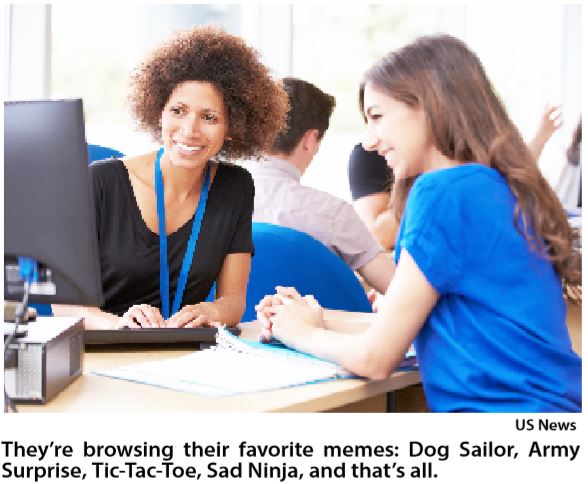 US News
They're browsing their favorite memes: Dog Sailor, Army
Surprise, Tic-Tac-Toe, Sad Ninja, and that's all.